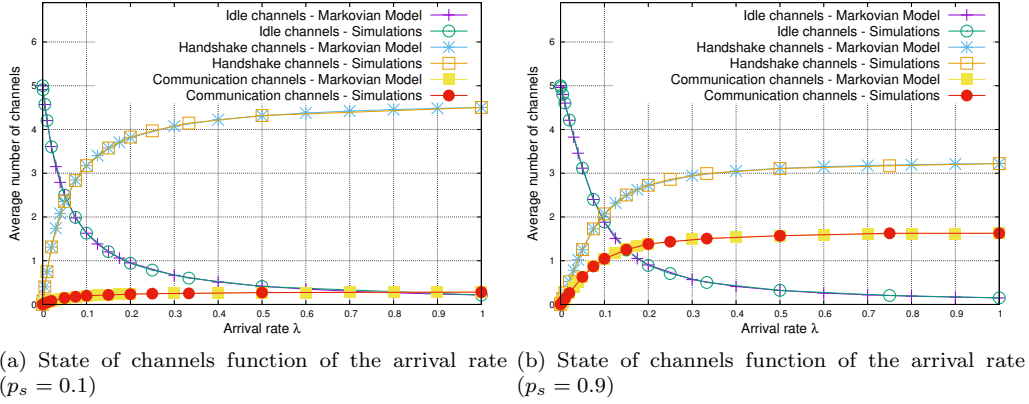 6
5
4
3
2
1
0
Average number of channels
Idle channels - Markovian Model
Idle channels - Simulations
Handshake channels - Markovian Model
Handshake channels - Simulations
Communication channels - Markovian Model
Communication channels - Simulations
0 0.1 0.2 0.3 0.4 0.5 0.6 0.7 0.8 0.9 1
Arrival rate λ
(a) State of channels function of the arrival rate
(p_s = 0.1)
6
5
4
3
2
1
0
Average number of channels
Idle channels - Markovian Model
Idle channels - Simulations
Handshake channels - Markovian Model
Handshake channels - Simulations
Communication channels - Markovian Model
Communication channels - Simulations
0 0.1 0.2 0.3 0.4 0.5 0.6 0.7 0.8 0.9 1
Arrival rate λ
(b) State of channels function of the arrival rate
(p_s = 0.9)